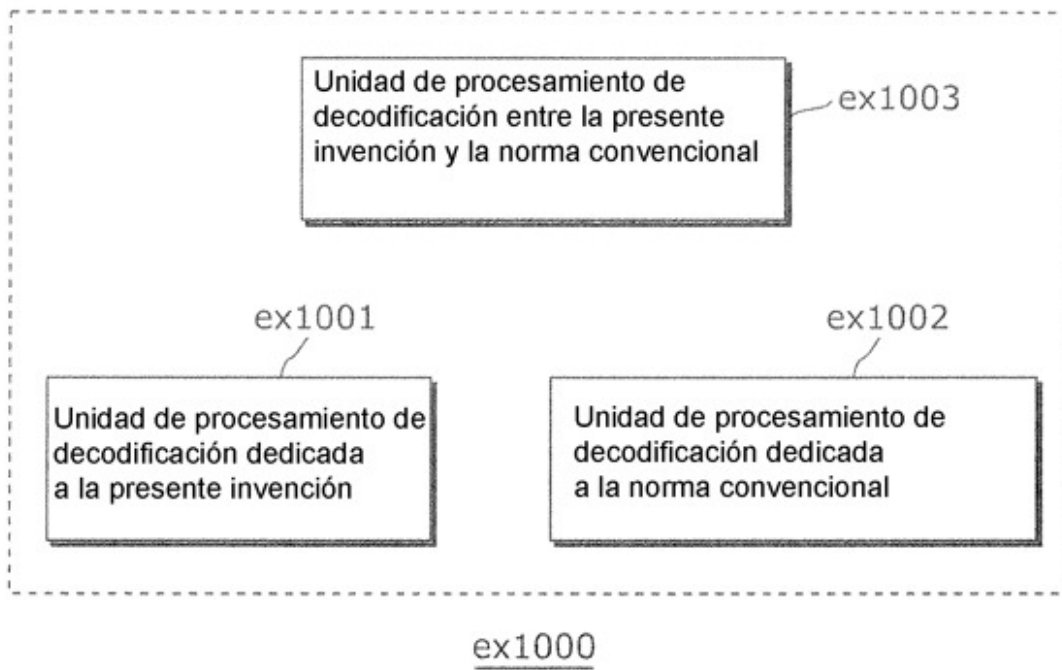 Unidad de procesamiento de
decodificación entre la presente
invención y la norma convencional
ex1003
ex1001
Unidad de procesamiento de
decodificación dedicada
a la presente invención
ex1002
Unidad de procesamiento de
decodificación dedicada
a la norma convencional
ex1000